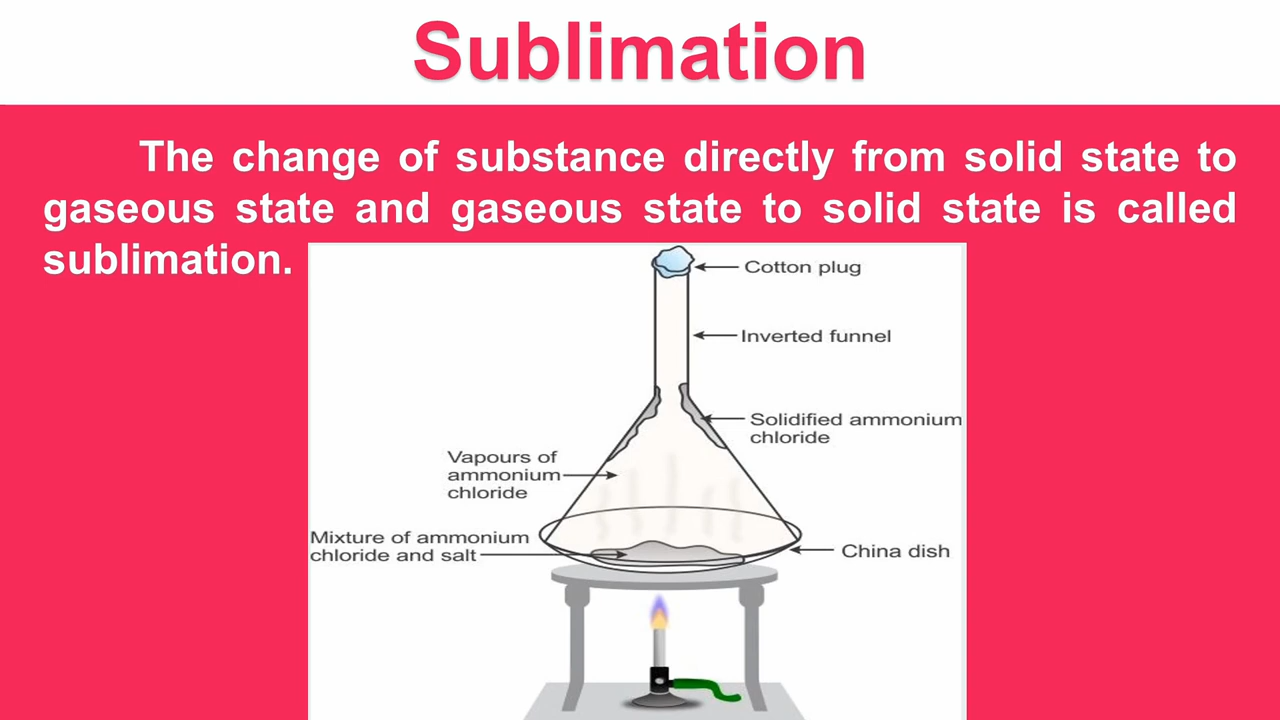 Sublimation
The change of substance directly from solid state to
gaseous state and gaseous state to solid state is called
sublimation.
Cotton plug
Inverted funnel
Solidified ammonium
chloride
Vapours of
ammonium
chloride
Mixture of ammonium
chloride and salt
China dish